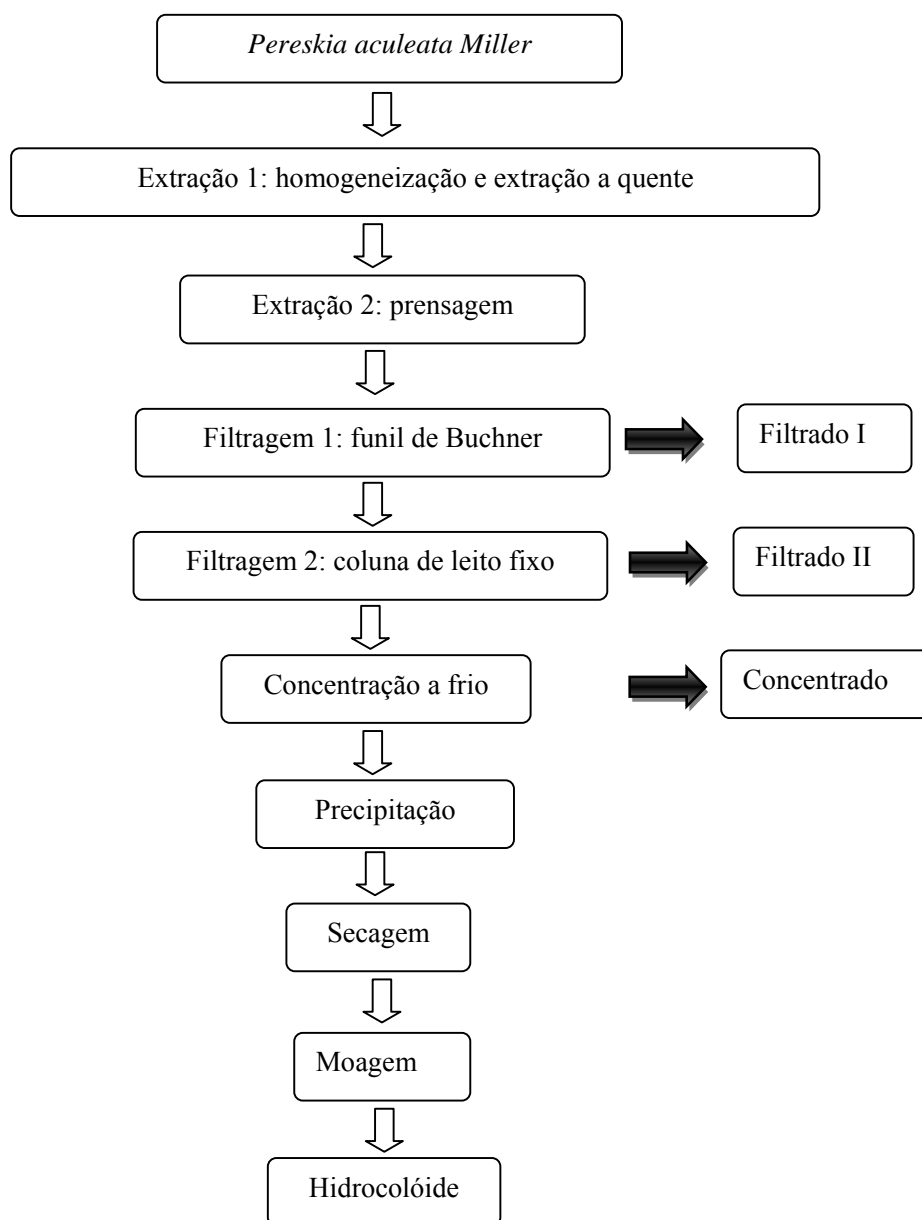 Pereskia aculeata Miller
Extração 1: homogeneização e extração a quente
Extração 2: prensagem
Filtragem 1: funil de Buchner
Filtrado I
Filtragem 2: coluna de leito fixo
Filtrado II
Concentração a frio
Concentrado
Precipitação
Secagem
Moagem
Hidrocolóide